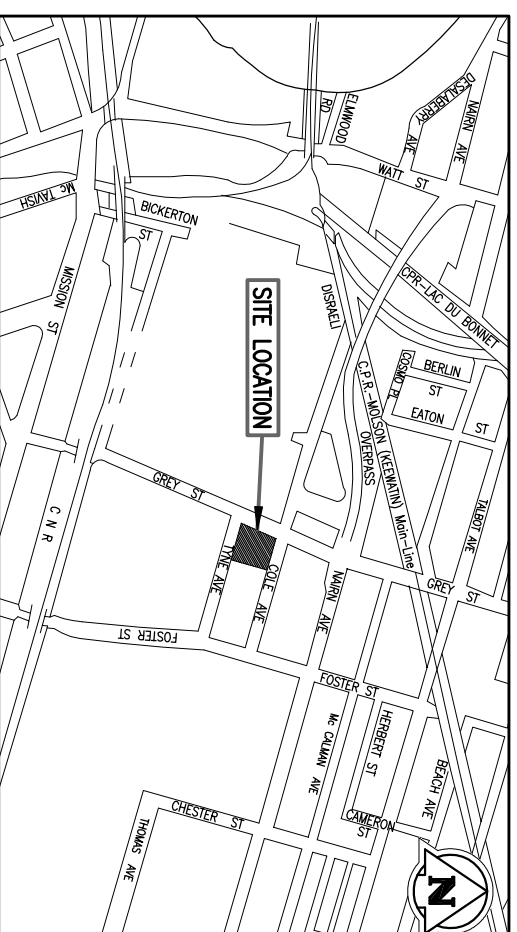 DESALABERRY
AVE
NAIRN AVE
ELMWOOD
RD
WATT ST
CPR-LAC DU BONNET
Mc TAVISH
BICKERTON
ST
MISSION ST
DISRAELI
SITE LOCATION
C.P.R.-MOLSON (KEEWATIN) Main-Line
OVERPASS
COSMO PL
BERLIN
ST
EATON
ST
TALBOT AVE
GREY ST
GREY ST
C N R
TYNE AVE
COLE AVE
NAIRN AVE
FOSTER ST
FOSTER ST
HERBERT ST
BEACH AVE
Mc CALMAN AVE
CAMERON
ST
CHESTER ST
THOMAS AVE
N